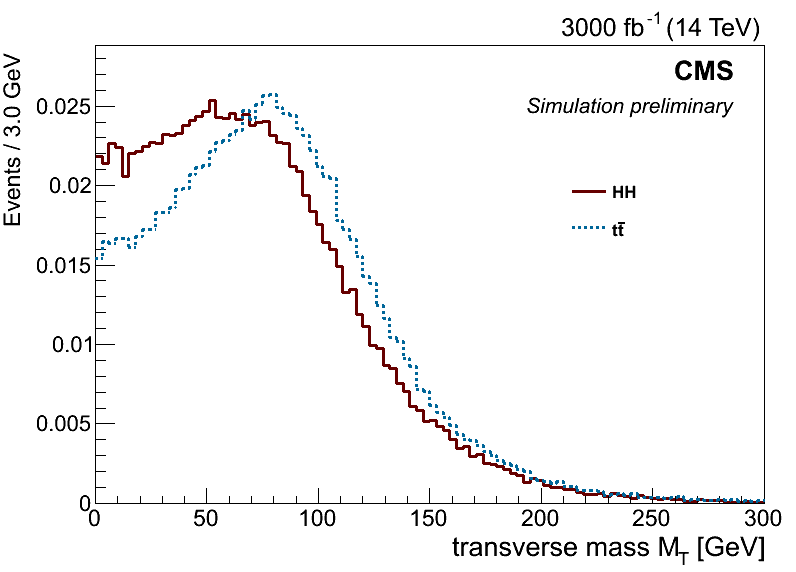 3000 fb⁻¹ (14 TeV)
CMS
Simulation preliminary
Events / 3.0 GeV
0.025
0.02
0.015
0.01
0.005
0
HH
tt̄
0 50 100 150 200 250 300
transverse mass M_T [GeV]